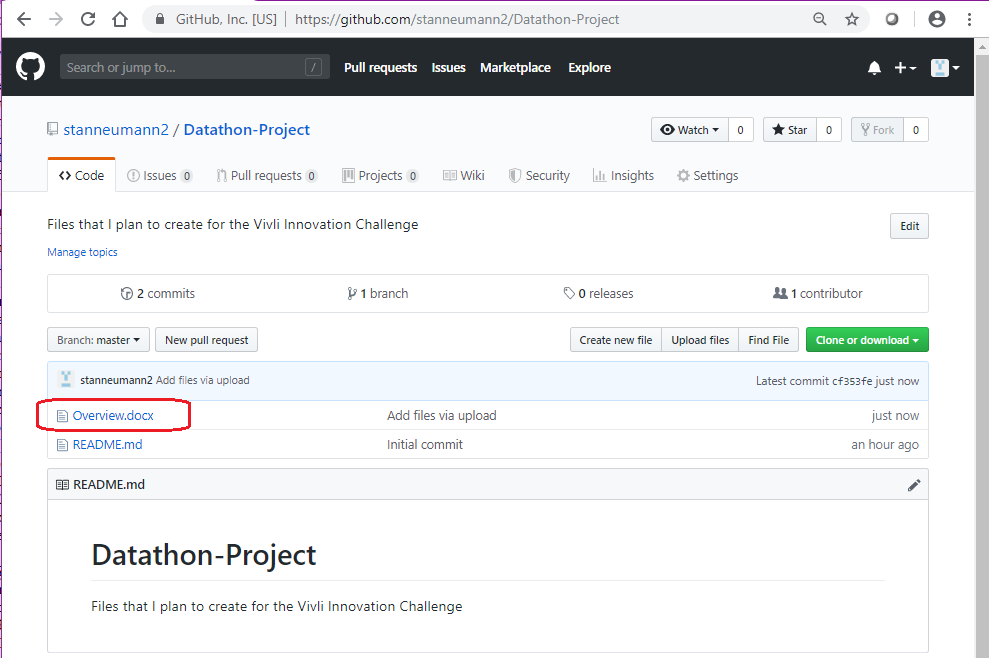 GitHub, Inc. [US] | https://github.com/stanneumann2/Datathon-Project
Search or jump to... / Pull requests Issues Marketplace Explore
stanneumann2 / Datathon-Project Watch 0 Star 0 Fork 0
Code Issues 0 Pull requests 0 Projects 0 Wiki Security Insights Settings
Files that I plan to create for the Vivli Innovation Challenge Edit
Manage topics
2 commits 1 branch 0 releases 1 contributor
Branch: master New pull request Create new file Upload files Find File Clone or download
stanneumann2 Add files via upload Latest commit cf353fe just now
Overview.docx Add files via upload just now
README.md Initial commit an hour ago
README.md
Datathon-Project
Files that I plan to create for the Vivli Innovation Challenge